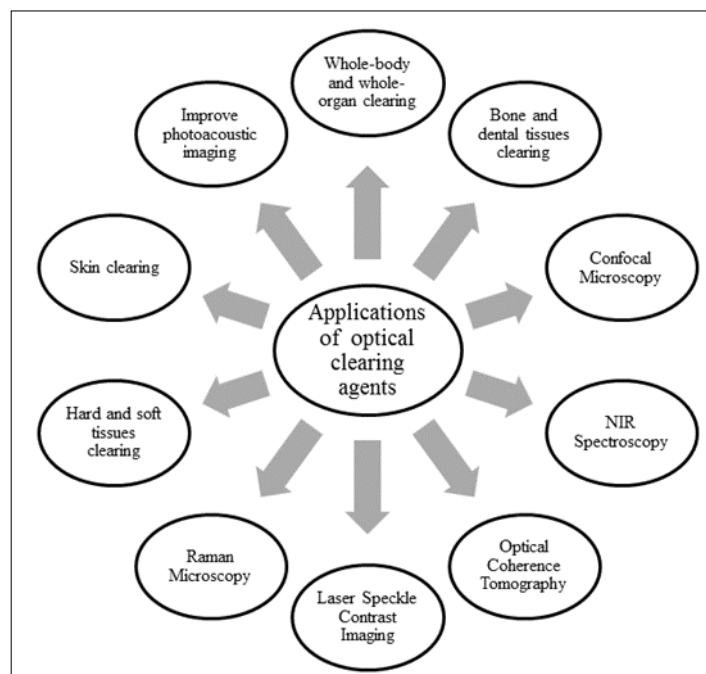 Whole-body
and whole-
organ clearing
Bone and
dental tissues
clearing
Confocal
Microscopy
NIR
Spectroscopy
Optical
Coherence
Tomography
Laser Speckle
Contrast
Imaging
Raman
Microscopy
Hard and soft
tissues
clearing
Skin clearing
Improve
photoacoustic
imaging
Applications
of optical
clearing
agents